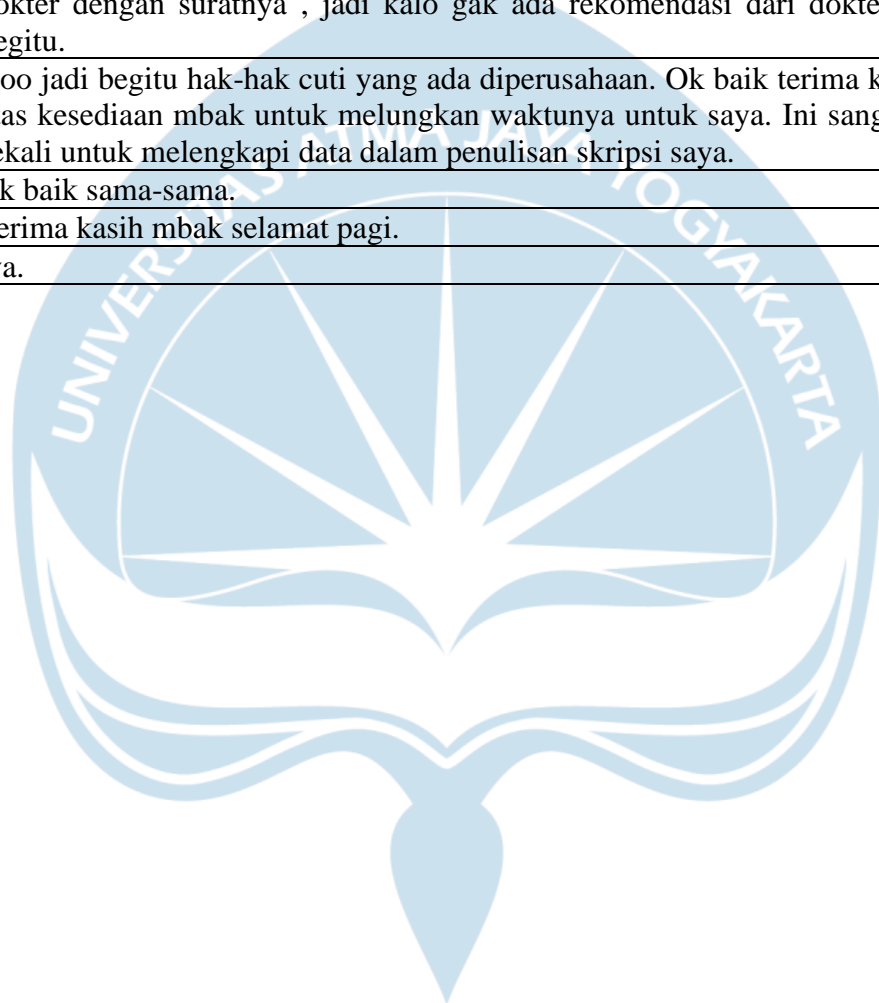 okter dengan suratnya , jadi kalo gak ada rekomendasi dari dokte
egitu.
oo jadi begitu hak-hak cuti yang ada diperusahaan. Ok baik terima k
as kesediaan mbak untuk melungkan waktunya untuk saya. Ini sang
ekali untuk melengkapi data dalam penulisan skripsi saya.
k baik sama-sama.
erima kasih mbak selamat pagi.
a.
UNIVERSITAS ATMA JAYA YOGYAKARTA